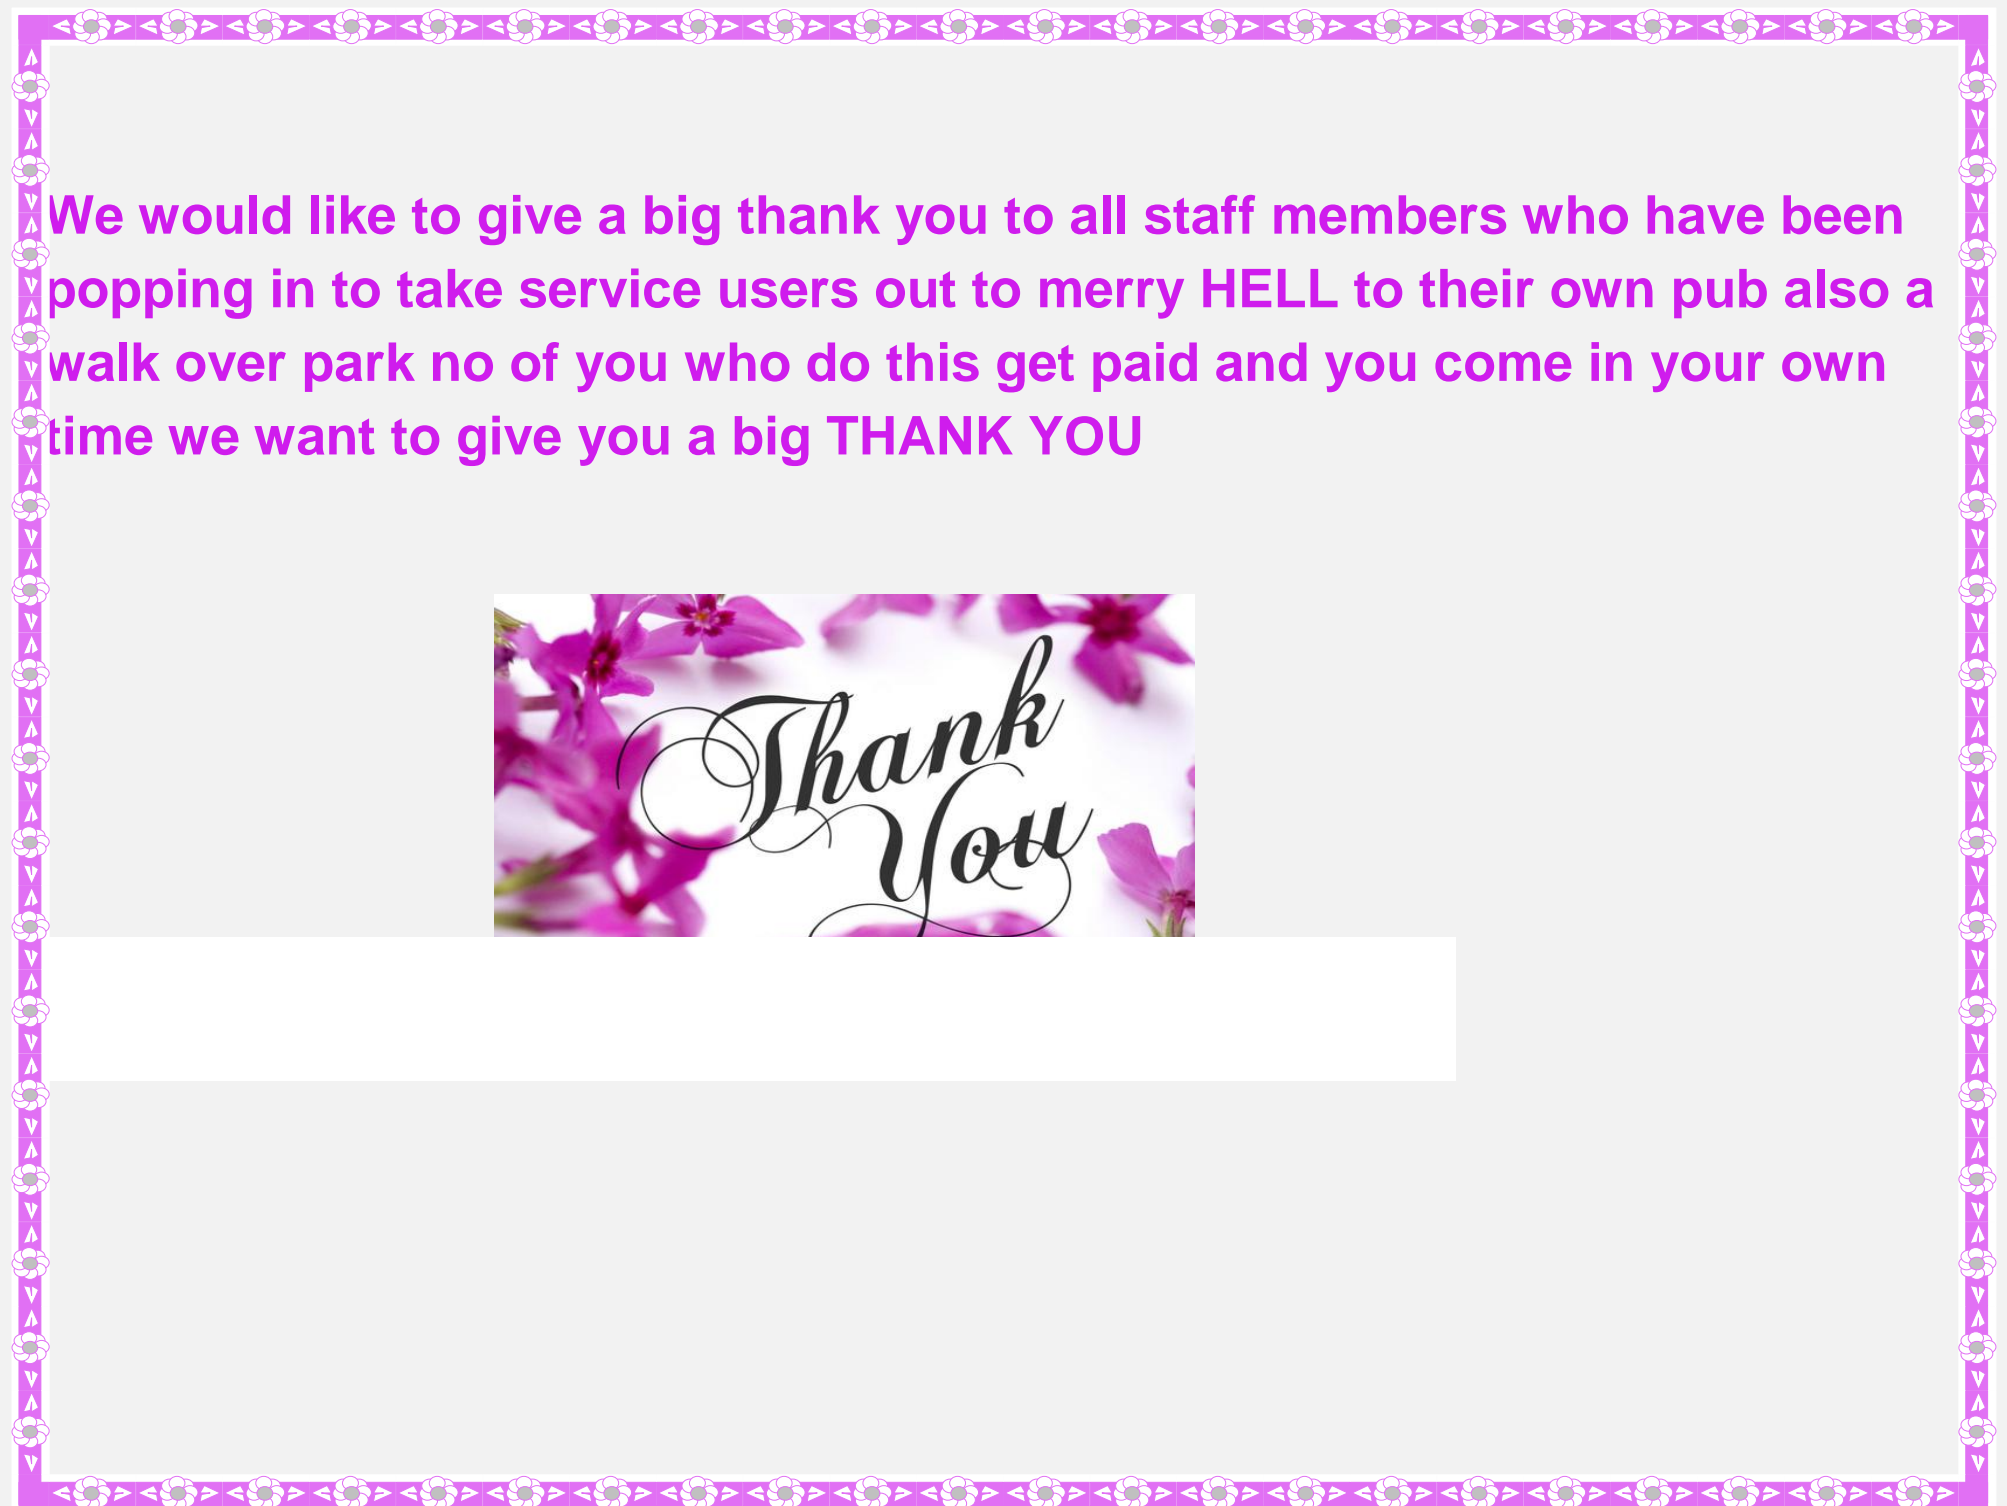 We would like to give a big thank you to all staff members who have been
popping in to take service users out to merry HELL to their own pub also a
walk over park no of you who do this get paid and you come in your own
time we want to give you a big THANK YOU
Thank
You